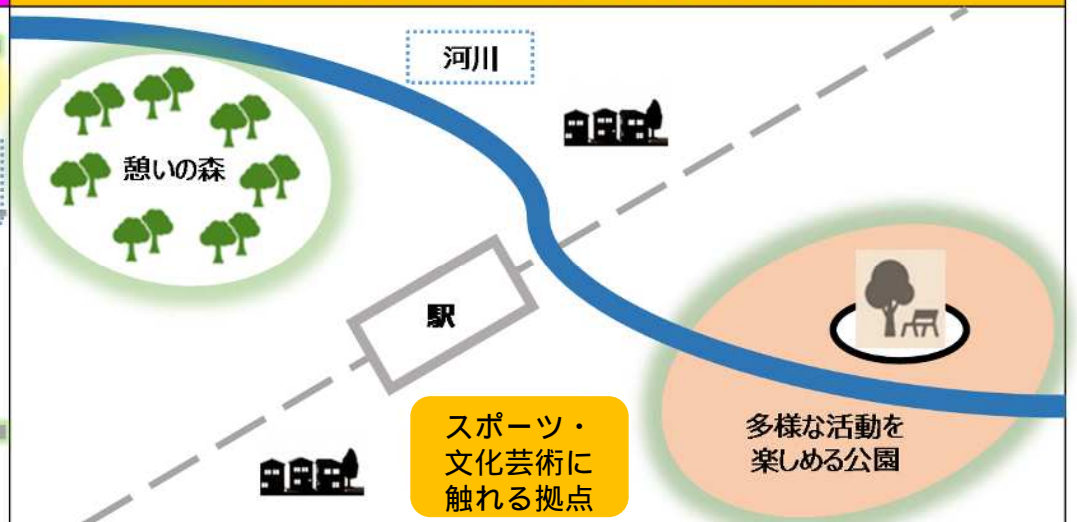 河川
憩いの森
駅
スポーツ・
文化芸術に
触れる拠点
多様な活動を
楽しめる公園